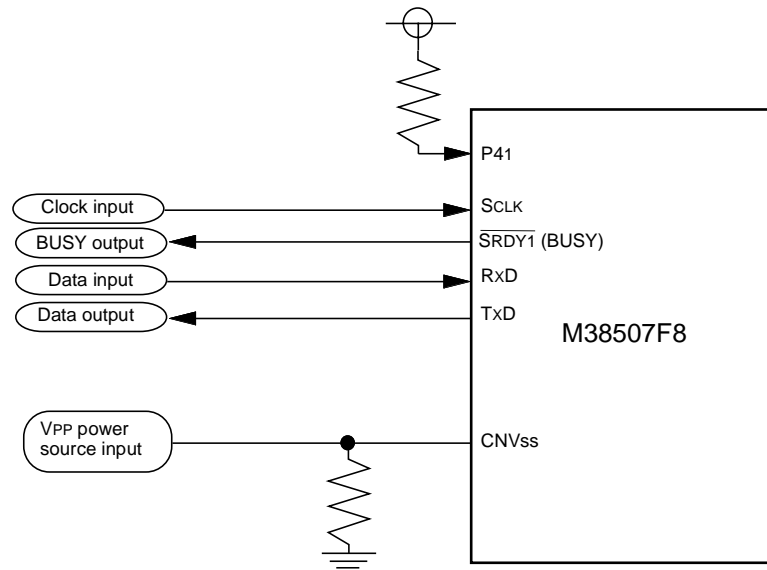 P41
Clock input
SCLK
BUSY output
SRDY1 (BUSY)
Data input
RxD
Data output
TxD
M38507F8
VPP power
source input
CNVss